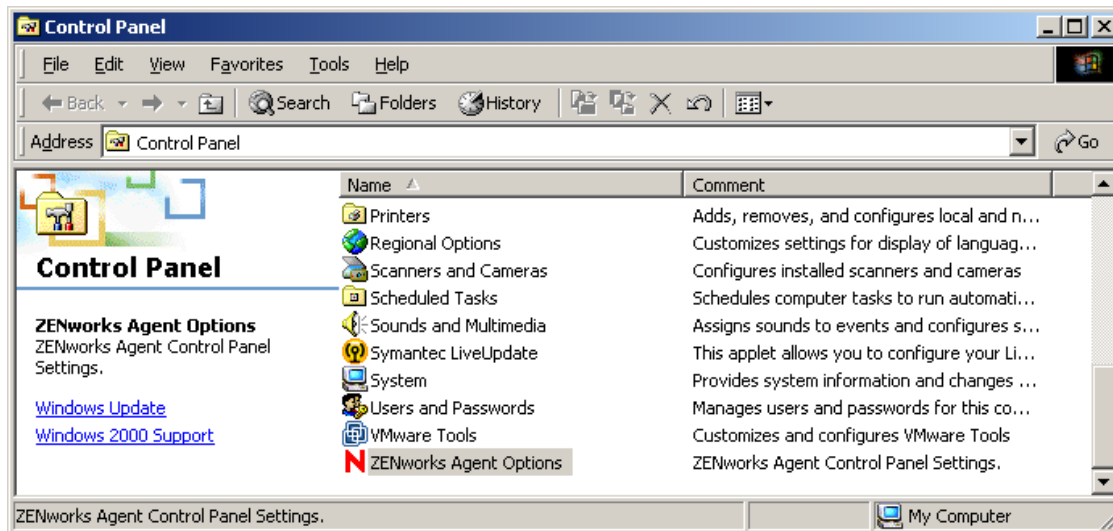 Control Panel
File Edit View Favorites Tools Help
Back Search Folders History
Address Control Panel Go
Control Panel
ZENworks Agent Options
ZENworks Agent Control Panel
Settings.
Windows Update
Windows 2000 Support
Name Comment
Printers Adds, removes, and configures local and n...
Regional Options Customizes settings for display of languag...
Scanners and Cameras Configures installed scanners and cameras
Scheduled Tasks Schedules computer tasks to run automati...
Sounds and Multimedia Assigns sounds to events and configures s...
Symantec LiveUpdate This applet allows you to configure your Li...
System Provides system information and changes ...
Users and Passwords Manages users and passwords for this co...
VMware Tools Customizes and configures VMware Tools
N ZENworks Agent Options ZENworks Agent Control Panel Settings.
ZENworks Agent Control Panel Settings. My Computer